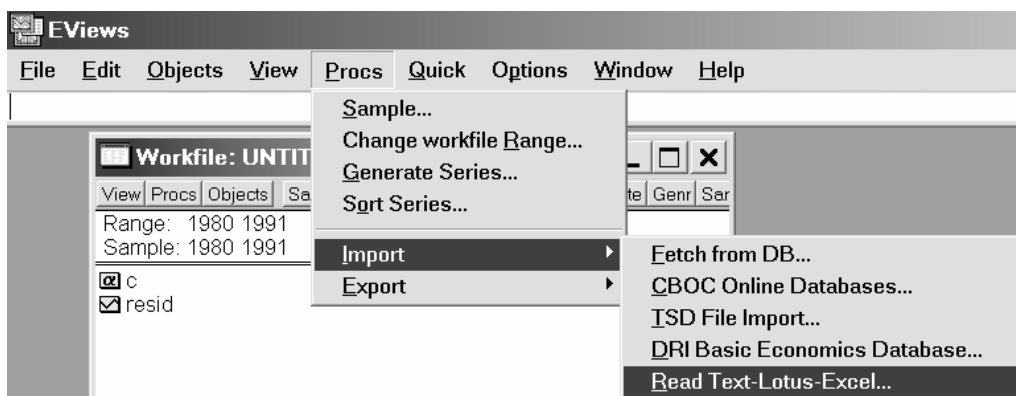 EViews
File Edit Objects View Procs Quick Options Window Help
Sample...
Change workfile Range...
Generate Series...
Sort Series...
Import
Export
Workfile: UNTIT
View Procs Objects Sa
te Genr Sar
Range: 1980 1991
Sample: 1980 1991
c
resid
Fetch from DB...
CBOC Online Databases...
TSD File Import...
DRI Basic Economics Database...
Read Text-Lotus-Excel...